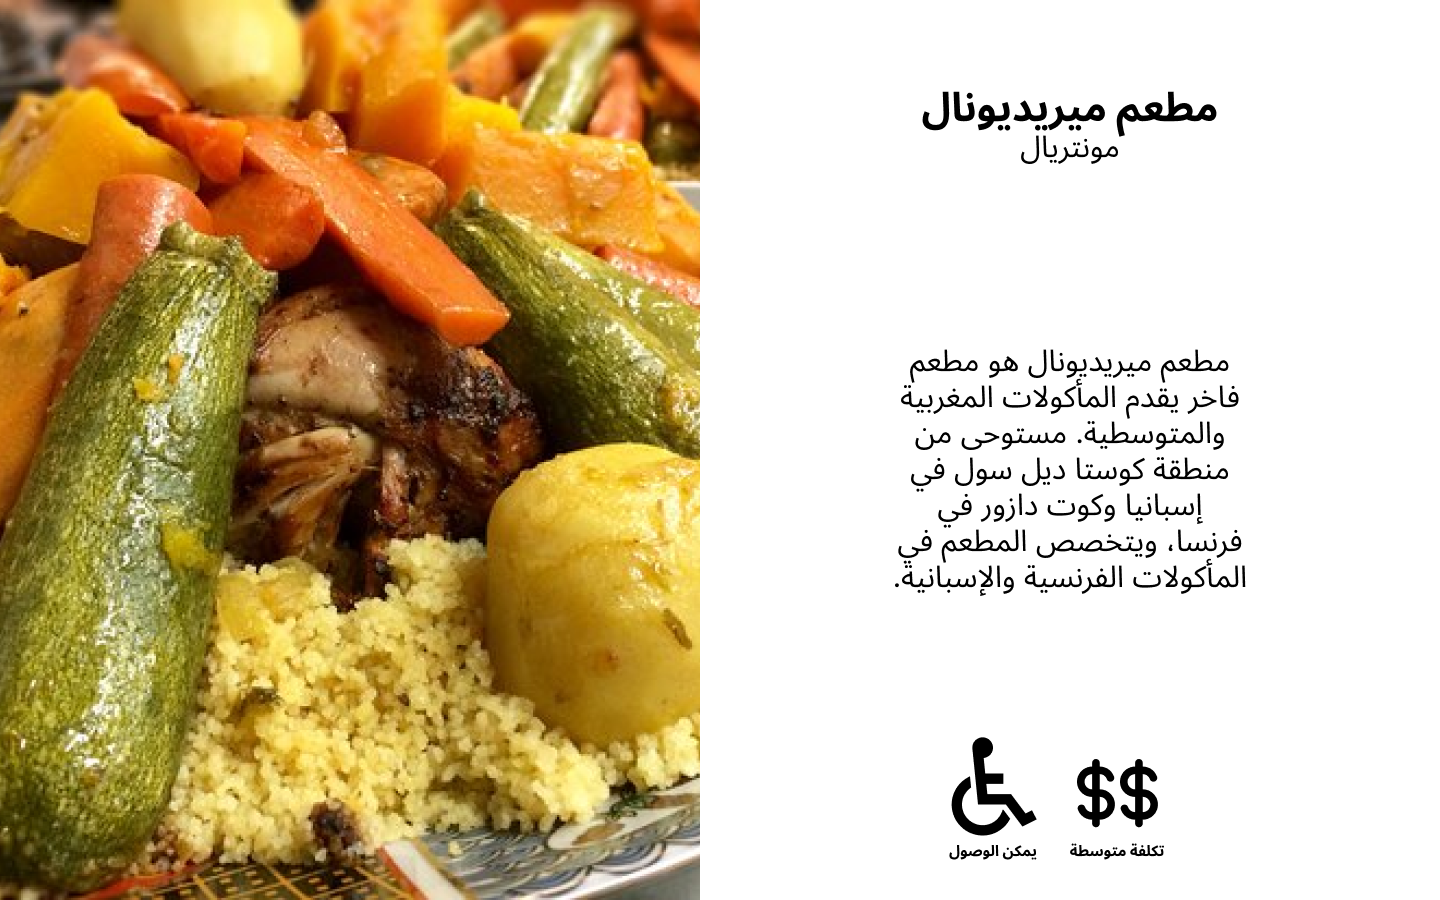 مطعم ميريديونال
مونتريال
مطعم ميريديونال هو مطعم
فاخر يقدم المأكولات المغربية
والمتوسطية. مستوحى من
منطقة كوستا ديل سول في
إسبانيا وكوت دازور في
فرنسا، ويتخصص المطعم في
المأكولات الفرنسية والإسبانية.
$$
تكلفة متوسطة
يمكن الوصول